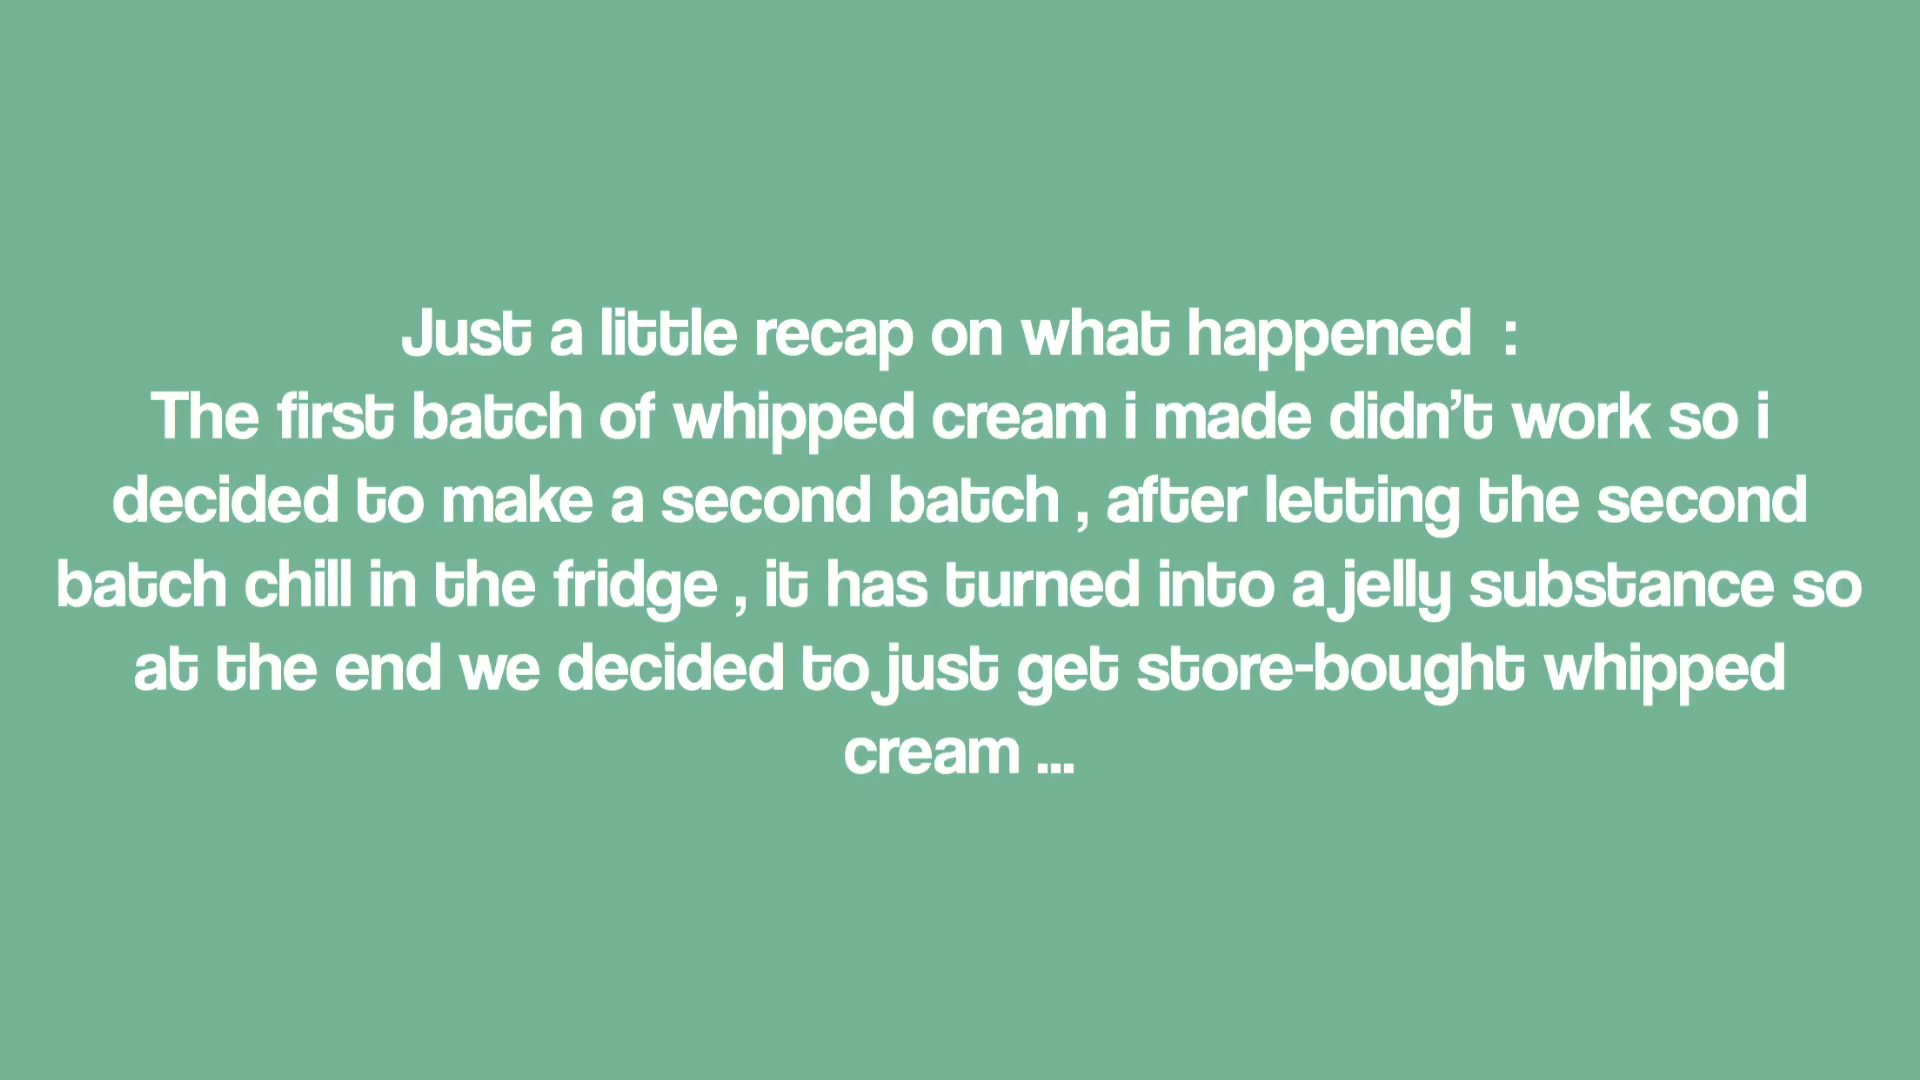 Just a little recap on what happened  :
The first batch of whipped cream i made didn't work so i
decided to make a second batch , after letting the second
batch chill in the fridge , it has turned into a jelly substance so
at the end we decided to just get store-bought whipped
cream ...